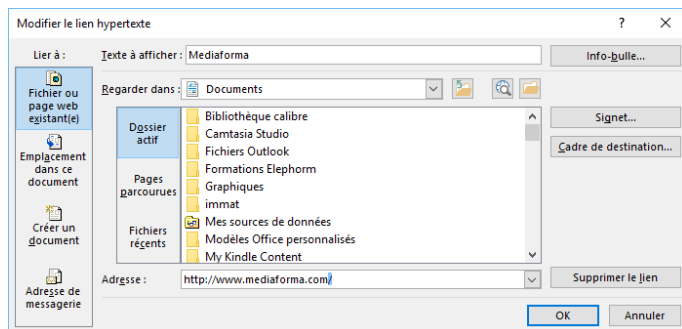 Modifier le lien hypertexte
? ×
Lier à :
Texte à afficher :
Mediaforma
Info-bulle...
Fichier ou
page web
existant(e)
Emplacement
dans ce
document
Créer un
document
Adresse de
messagerie
Regarder dans :
Documents
Dossier
actif
Pages
parcourues
Fichiers
récents
Bibliothèque calibre
Camtasia Studio
Fichiers Outlook
Formations Elephorm
Graphiques
immat
Mes sources de données
Modèles Office personnalisés
My Kindle Content
Signet...
Cadre de destination...
Adresse :
http://www.mediaforma.com/
Supprimer le lien
OK
Annuler